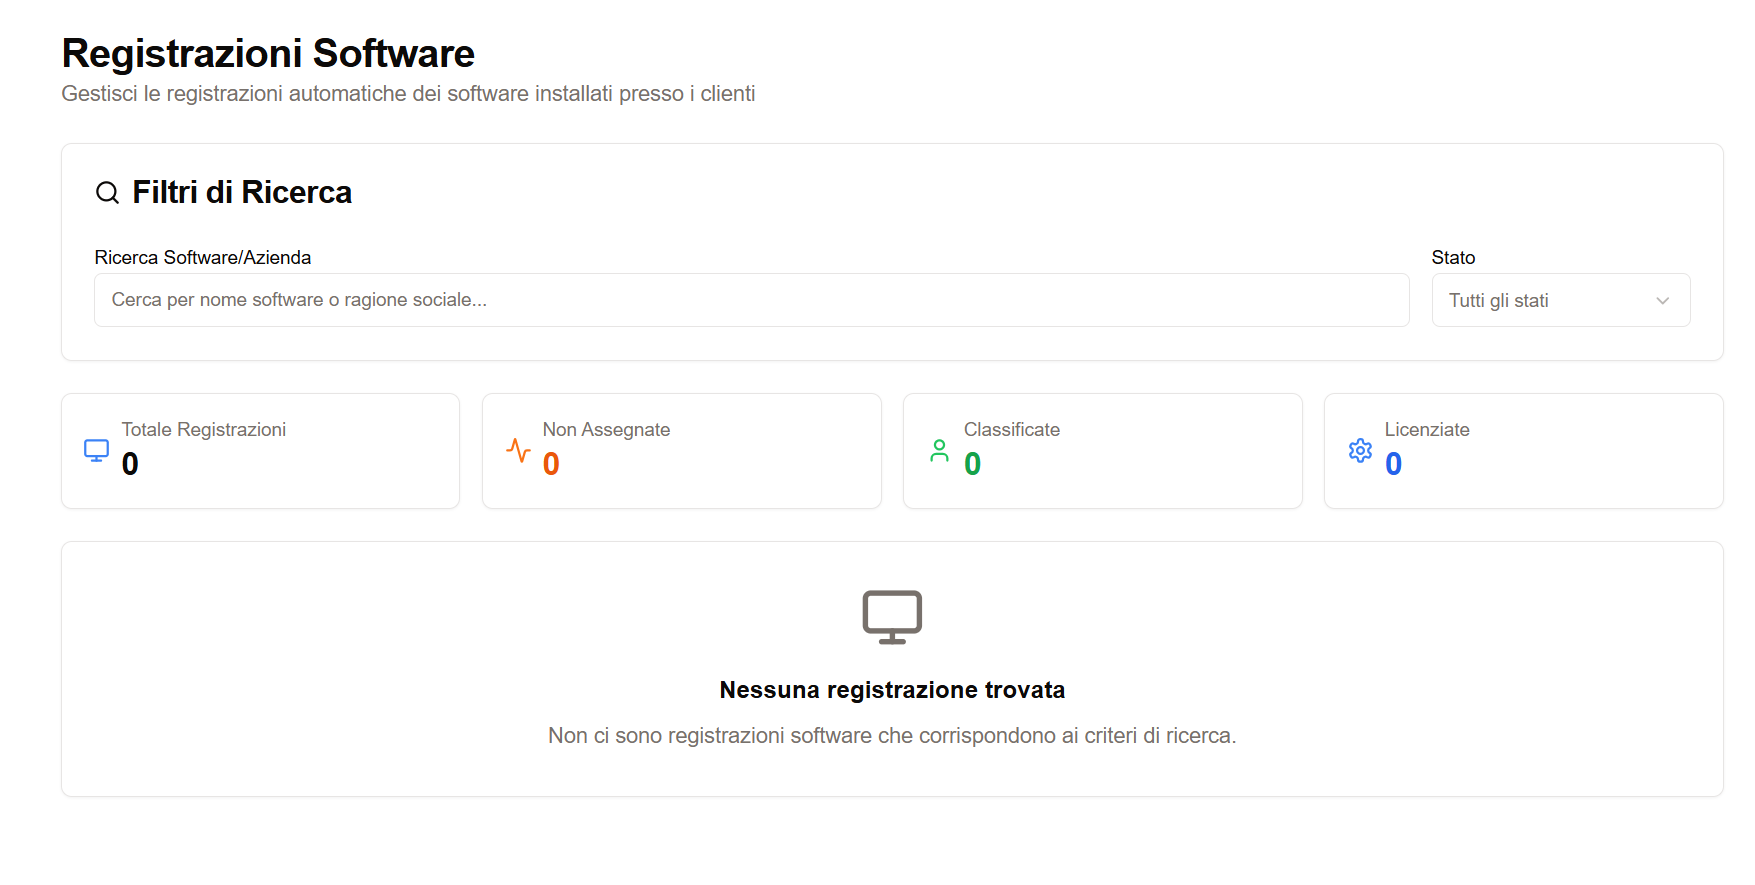 Registrazioni Software
Gestisci le registrazioni automatiche dei software installati presso i clienti
Filtri di Ricerca
Ricerca Software/Azienda
Cerca per nome software o ragione sociale...
Stato
Tutti gli stati
Totale Registrazioni
0
Non Assegnate
0
Classificate
0
Licenziate
0
Nessuna registrazione trovata
Non ci sono registrazioni software che corrispondono ai criteri di ricerca.